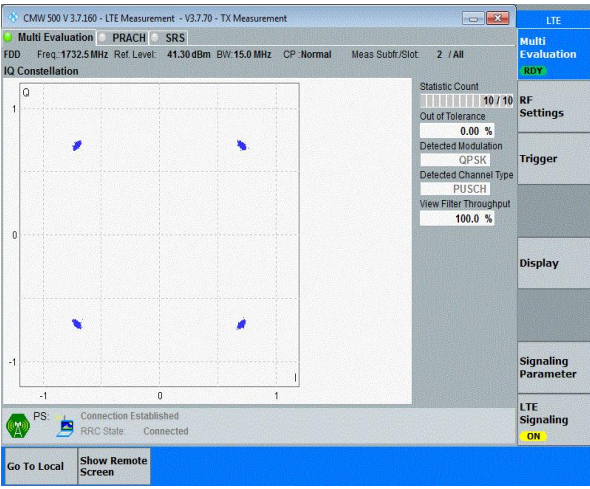 CMW 500 V 3.7.160 - LTE Measurement - V3.7.70 - TX Measurement
LTE
Multi Evaluation PRACH SRS
Multi
Evaluation
RDY
FDD Freq.:1732.5 MHz Ref. Level: 41.30 dBm BW:15.0 MHz CP :Normal Meas Subfr./Slot: 2 / All
IQ Constellation
Q
1
0
-1
-1
0
1
I
Statistic Count
10 / 10
Out of Tolerance
0.00 %
Detected Modulation
QPSK
Detected Channel Type
PUSCH
View Filter Throughput
100.0 %
RF
Settings
Trigger
Display
Signaling
Parameter
LTE
Signaling
ON
PS: Connection Established
RRC State: Connected
Go To Local
Show Remote
Screen